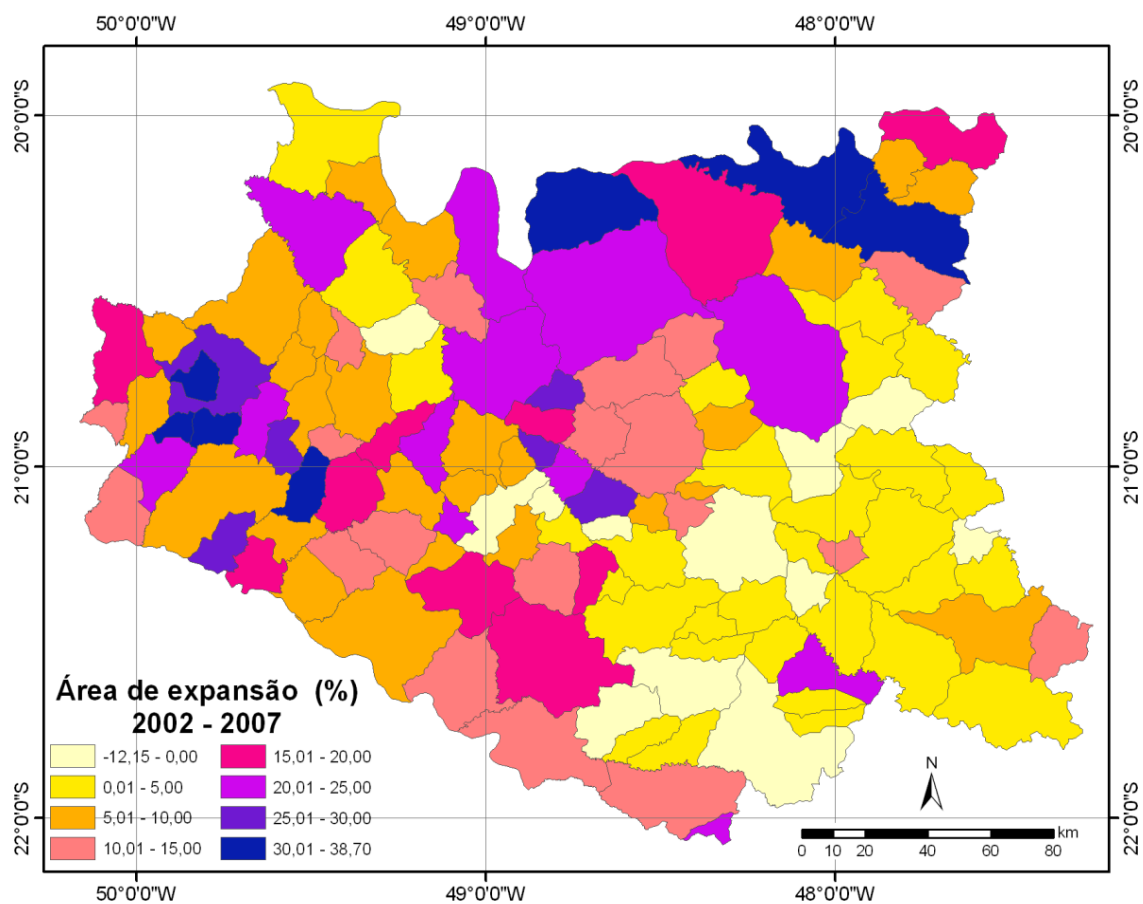 50°0'0"W 49°0'0"W 48°0'0"W
20°0'0"S 20°0'0"S
21°0'0"S 21°0'0"S
22°0'0"S 22°0'0"S
Área de expansão (%)
2002 - 2007
-12,15 - 0,00 15,01 - 20,00
0,01 - 5,00 20,01 - 25,00
5,01 - 10,00 25,01 - 30,00
10,01 - 15,00 30,01 - 38,70
N
km
0 10 20 40 60 80
50°0'0"W 49°0'0"W 48°0'0"W